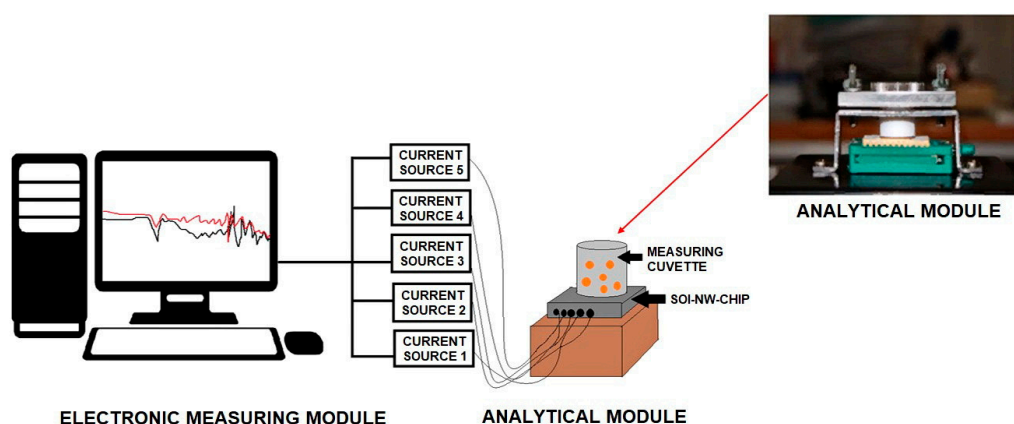 CURRENT
SOURCE 5
CURRENT
SOURCE 4
CURRENT
SOURCE 3
CURRENT
SOURCE 2
CURRENT
SOURCE 1
ELECTRONIC MEASURING MODULE
MEASURING
CUVETTE
SOI-NW-CHIP
ANALYTICAL MODULE
ANALYTICAL MODULE